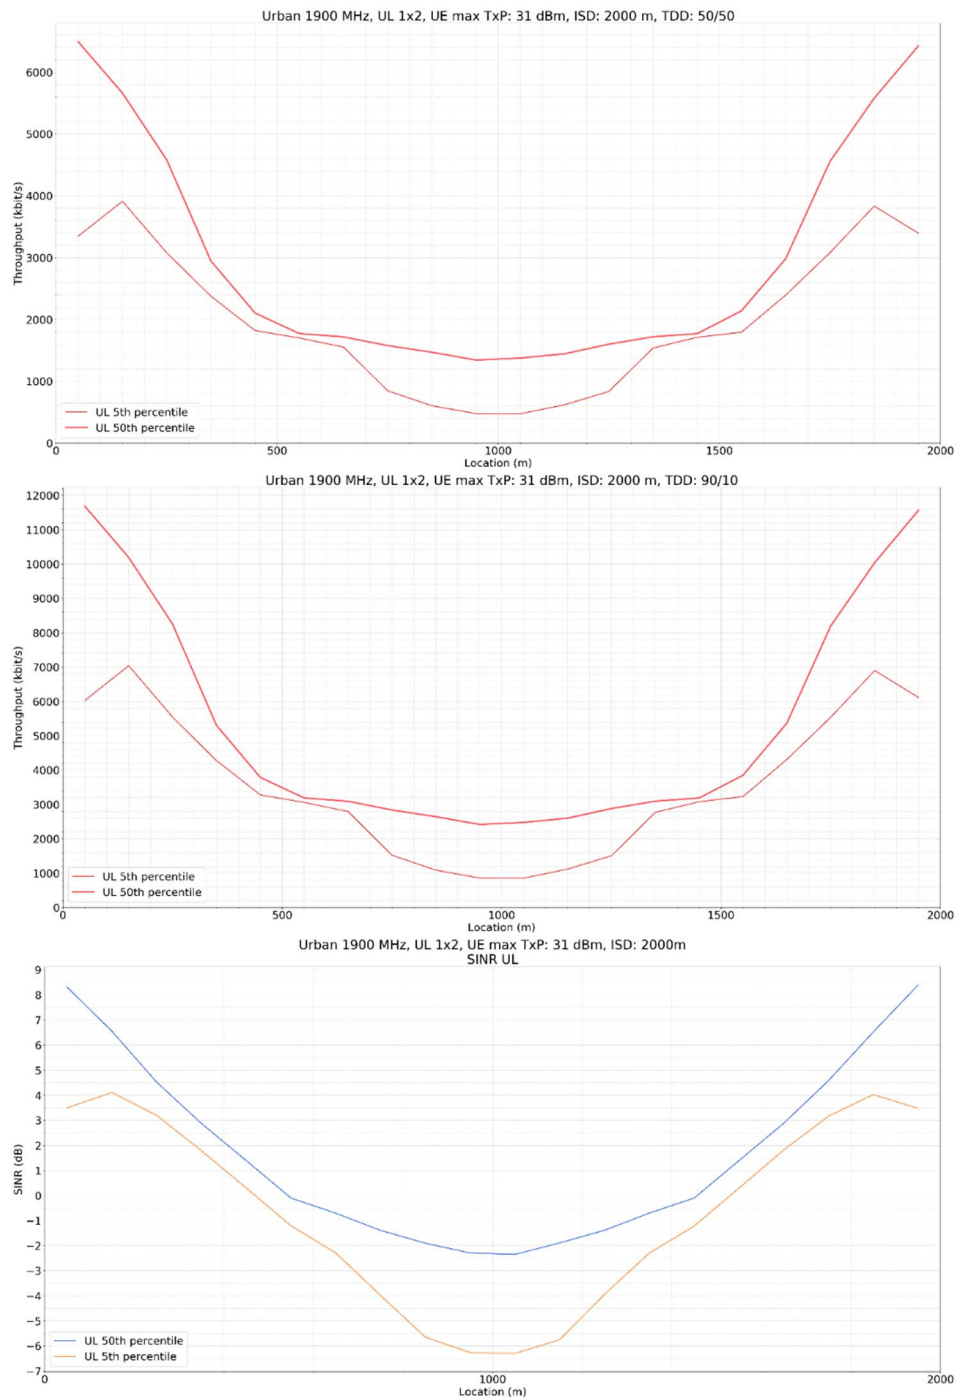 Urban 1900 MHz, UL 1x2, UE max TxP: 31 dBm, ISD: 2000 m, TDD: 50/50
Throughput (kbit/s)
6000
5000
4000
3000
2000
1000
0
UL 5th percentile
UL 50th percentile
0 500 1000 1500 2000
Location (m)
Urban 1900 MHz, UL 1x2, UE max TxP: 31 dBm, ISD: 2000 m, TDD: 90/10
Throughput (kbit/s)
12000
11000
10000
9000
8000
7000
6000
5000
4000
3000
2000
1000
0
UL 5th percentile
UL 50th percentile
0 500 1000 1500 2000
Location (m)
Urban 1900 MHz, UL 1x2, UE max TxP: 31 dBm, ISD: 2000m
SINR UL
SINR (dB)
9
8
7
6
5
4
3
2
1
0
−1
−2
−3
−4
−5
−6
−7
UL 50th percentile
UL 5th percentile
0 1000 2000
Location (m)